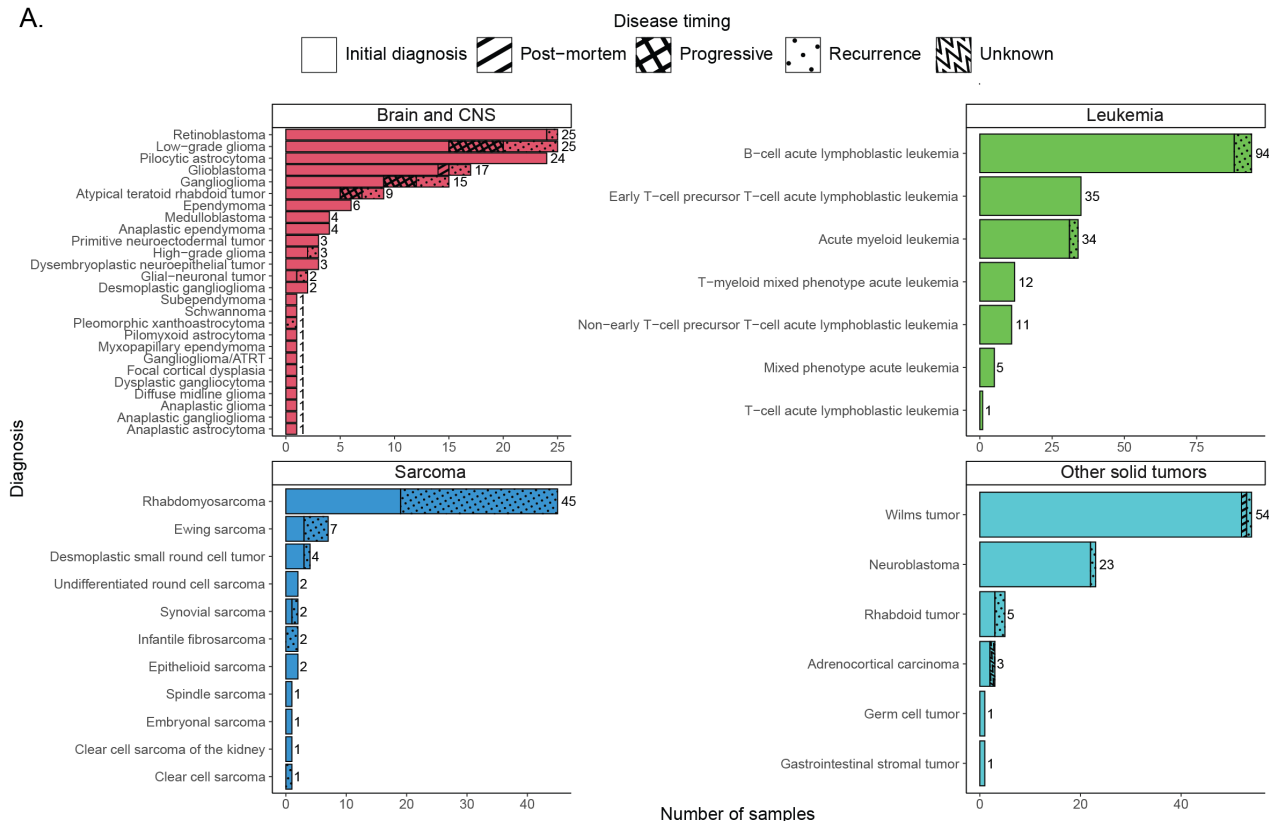 A.
Disease timing
Initial diagnosis Post−mortem Progressive Recurrence Unknown
Brain and CNS
Retinoblastoma 25
Low−grade glioma 25
Pilocytic astrocytoma 24
Glioblastoma 17
Ganglioglioma 15
Atypical teratoid rhabdoid tumor 9
Ependymoma 6
Medulloblastoma 4
Anaplastic ependymoma 4
Primitive neuroectodermal tumor 3
High−grade glioma 3
Dysembryoplastic neuroepithelial tumor 3
Glial−neuronal tumor 2
Desmoplastic ganglioglioma 2
Subependymoma 1
Schwannoma 1
Pleomorphic xanthoastrocytoma 1
Pilomyxoid astrocytoma 1
Myxopapillary ependymoma 1
Ganglioglioma/ATRT 1
Focal cortical dysplasia 1
Dysplastic gangliocytoma 1
Diffuse midline glioma 1
Anaplastic glioma 1
Anaplastic ganglioglioma 1
Anaplastic astrocytoma 1
0 5 10 15 20 25
Leukemia
B−cell acute lymphoblastic leukemia 94
Early T−cell precursor T−cell acute lymphoblastic leukemia 35
Acute myeloid leukemia 34
T−myeloid mixed phenotype acute leukemia 12
Non−early T−cell precursor T−cell acute lymphoblastic leukemia 11
Mixed phenotype acute leukemia 5
T−cell acute lymphoblastic leukemia 1
0 25 50 75
Diagnosis
Sarcoma
Rhabdomyosarcoma 45
Ewing sarcoma 7
Desmoplastic small round cell tumor 4
Undifferentiated round cell sarcoma 2
Synovial sarcoma 2
Infantile fibrosarcoma 2
Epithelioid sarcoma 2
Spindle sarcoma 1
Embryonal sarcoma 1
Clear cell sarcoma of the kidney 1
Clear cell sarcoma 1
0 10 20 30 40
Other solid tumors
Wilms tumor 54
Neuroblastoma 23
Rhabdoid tumor 5
Adrenocortical carcinoma 3
Germ cell tumor 1
Gastrointestinal stromal tumor 1
0 20 40
Number of samples